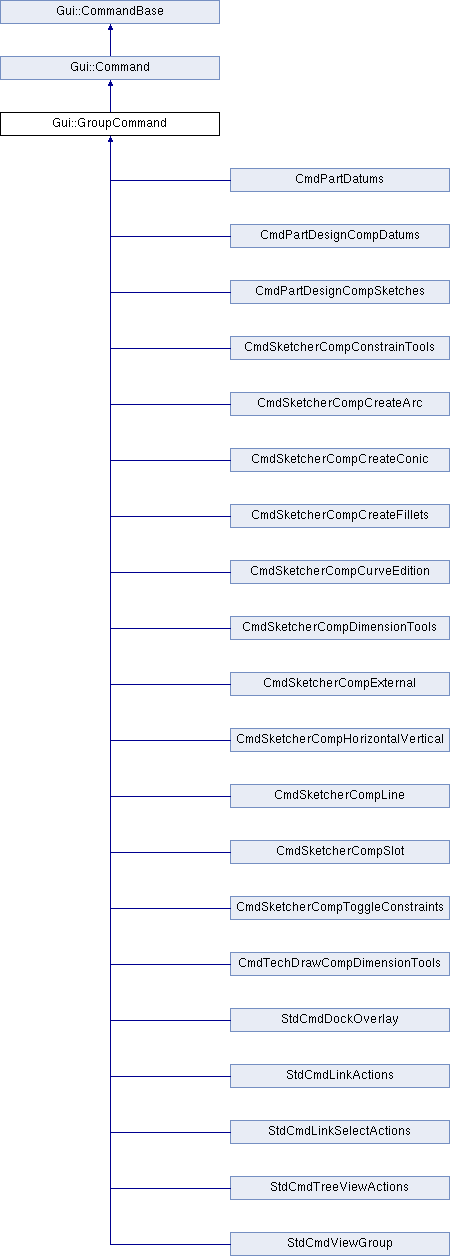 Gui::CommandBase
Gui::Command
Gui::GroupCommand
CmdPartDatums
CmdPartDesignCompDatums
CmdPartDesignCompSketches
CmdSketcherCompConstrainTools
CmdSketcherCompCreateArc
CmdSketcherCompCreateConic
CmdSketcherCompCreateFillets
CmdSketcherCompCurveEdition
CmdSketcherCompDimensionTools
CmdSketcherCompExternal
CmdSketcherCompHorizontalVertical
CmdSketcherCompLine
CmdSketcherCompSlot
CmdSketcherCompToggleConstraints
CmdTechDrawCompDimensionTools
StdCmdDockOverlay
StdCmdLinkActions
StdCmdLinkSelectActions
StdCmdTreeViewActions
StdCmdViewGroup